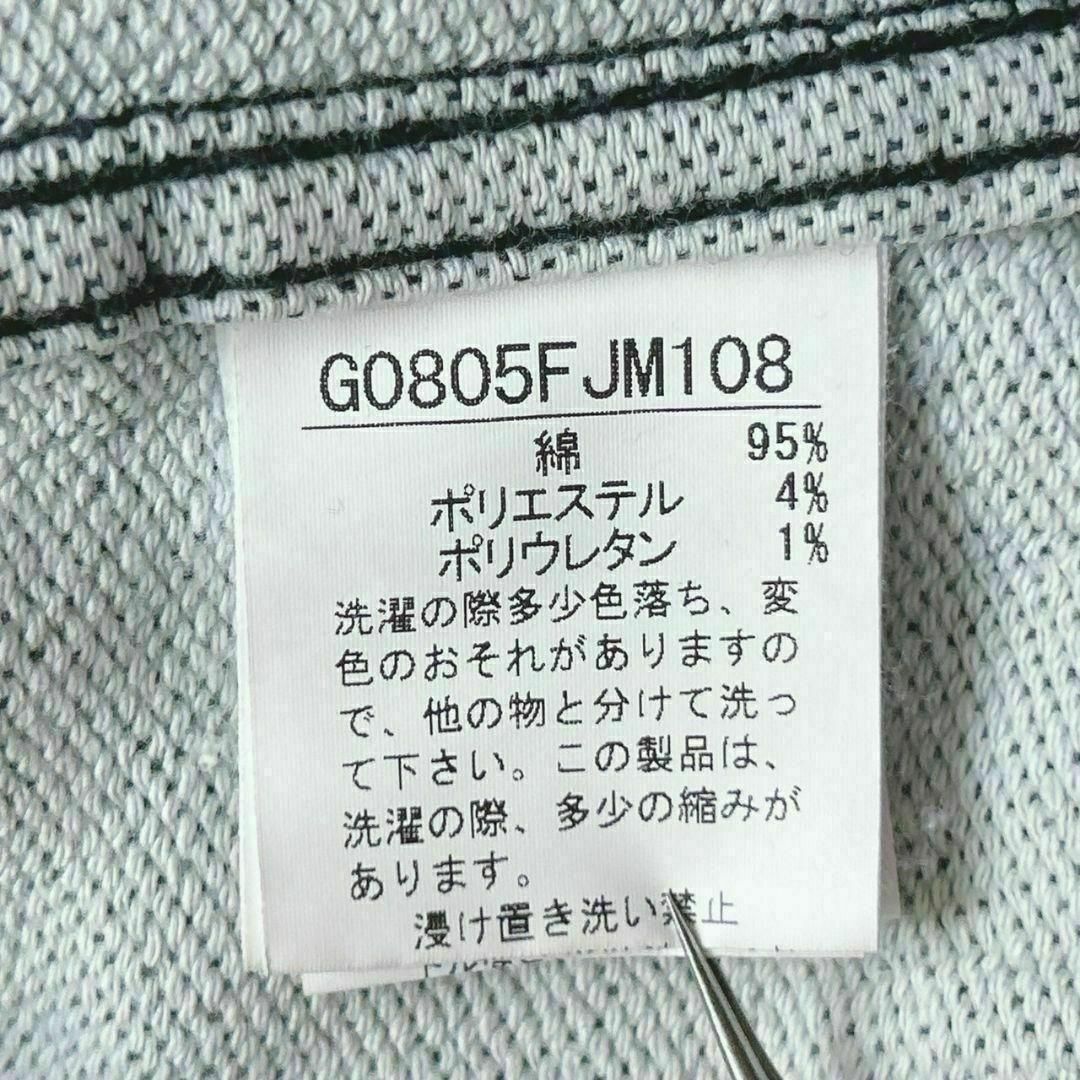 G0805FJM108
綿 95%
ポリエステル 4%
ポリウレタン 1%
洗濯の際多少色落ち、変
色のおそれがありますの
で、他の物と分けて洗っ
て下さい。この製品は、
洗濯の際、多少の縮みが
あります。
浸け置き洗い禁止